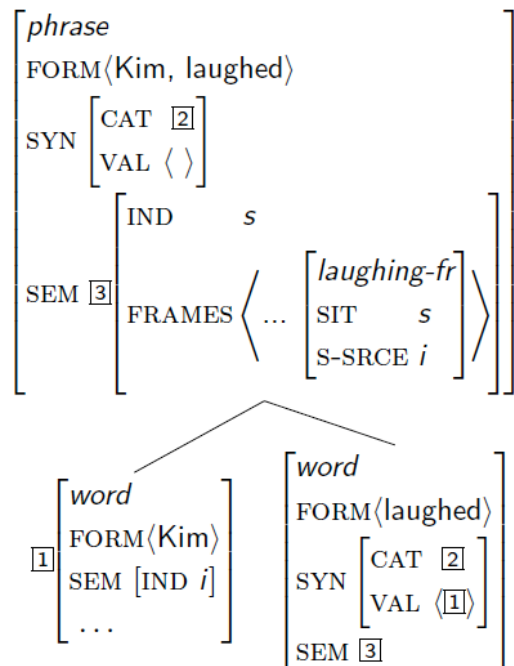 phrase
FORM⟨Kim, laughed⟩
SYN [CAT 2
VAL ⟨ ⟩]
SEM 3 [IND s
FRAMES ⟨... [laughing-fr
SIT s
S-SRCE i]⟩]
1 [word
FORM⟨Kim⟩
SEM [IND i]
...]
word
FORM⟨laughed⟩
SYN [CAT 2
VAL ⟨1⟩]
SEM 3